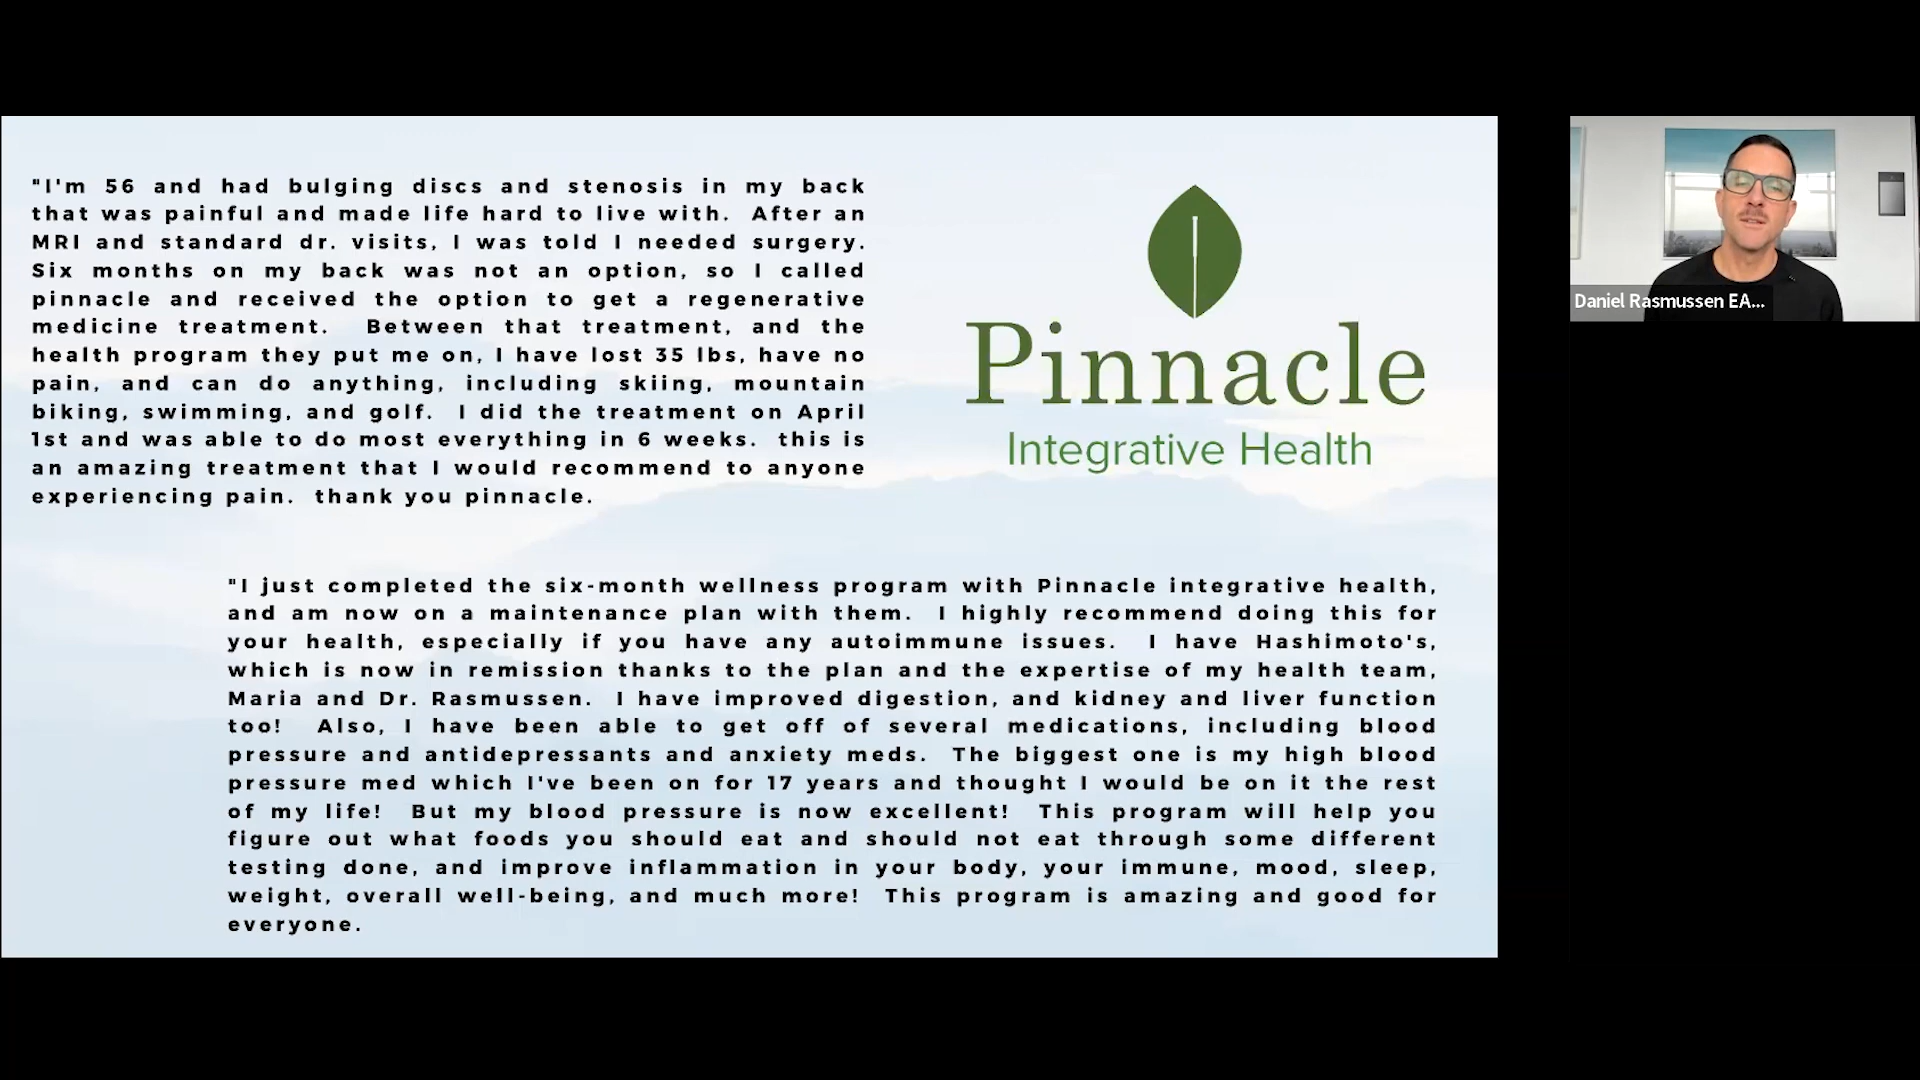 "I'm 56 and had bulging discs and stenosis in my back
that was painful and made life hard to live with. After an
MRI and standard dr. visits, I was told I needed surgery.
Six months on my back was not an option, so I called
pinnacle and received the option to get a regenerative
medicine treatment. Between that treatment, and the
health program they put me on, I have lost 35 lbs, have no
pain, and can do anything, including skiing, mountain
biking, swimming, and golf. I did the treatment on April
1st and was able to do most everything in 6 weeks. this is
an amazing treatment that I would recommend to anyone
experiencing pain. thank you pinnacle.
Pinnacle
Integrative Health
"I just completed the six-month wellness program with Pinnacle integrative health,
and am now on a maintenance plan with them. I highly recommend doing this for
your health, especially if you have any autoimmune issues. I have Hashimoto's,
which is now in remission thanks to the plan and the expertise of my health team,
Maria and Dr. Rasmussen. I have improved digestion, and kidney and liver function
too! Also, I have been able to get off of several medications, including blood
pressure and antidepressants and anxiety meds. The biggest one is my high blood
pressure med which I've been on for 17 years and thought I would be on it the rest
of my life! But my blood pressure is now excellent! This program will help you
figure out what foods you should eat and should not eat through some different
testing done, and improve inflammation in your body, your immune, mood, sleep,
weight, overall well-being, and much more! This program is amazing and good for
everyone.
Daniel Rasmussen EA...